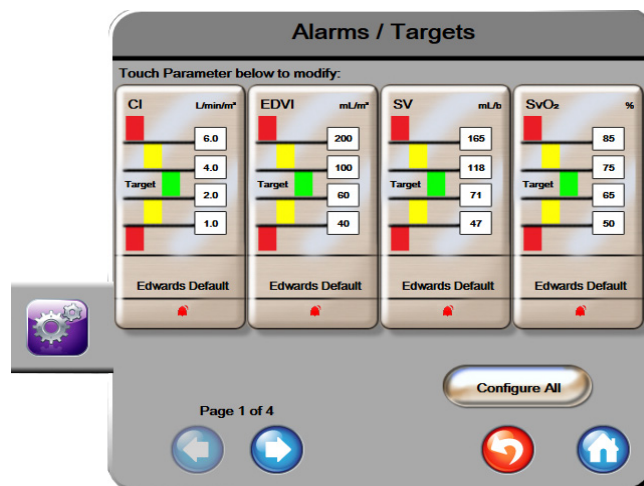 Alarms / Targets
Touch Parameter below to modify:
CI L/min/m²
6.0
4.0
Target
2.0
1.0
Edwards Default
EDVI mL/m²
200
100
Target
60
40
Edwards Default
SV mL/b
165
118
Target
71
47
Edwards Default
SvO₂ %
85
75
Target
65
50
Edwards Default
Configure All
Page 1 of 4